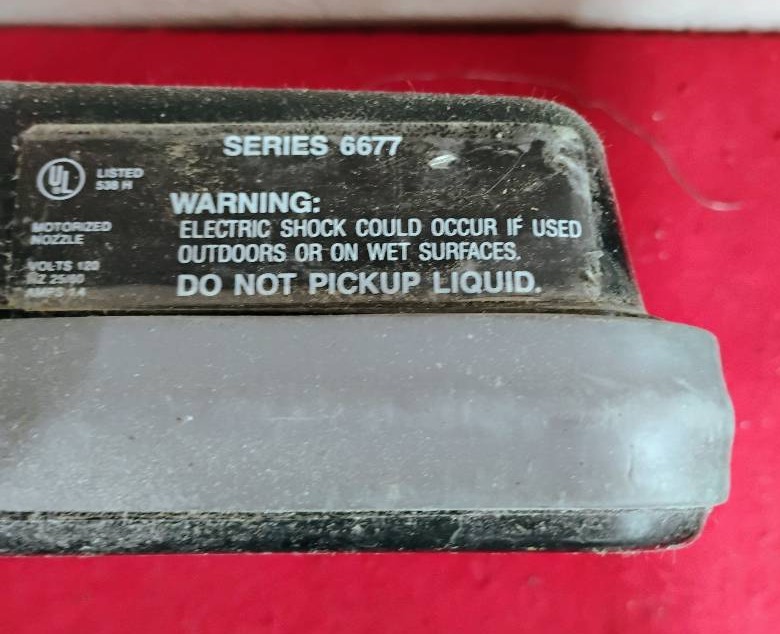 SERIES 6677
UL
LISTED
538 H
MOTORIZED
NOZZLE
VOLTS 120
WARNING:
ELECTRIC SHOCK COULD OCCUR IF USED
OUTDOORS OR ON WET SURFACES.
DO NOT PICKUP LIQUID.